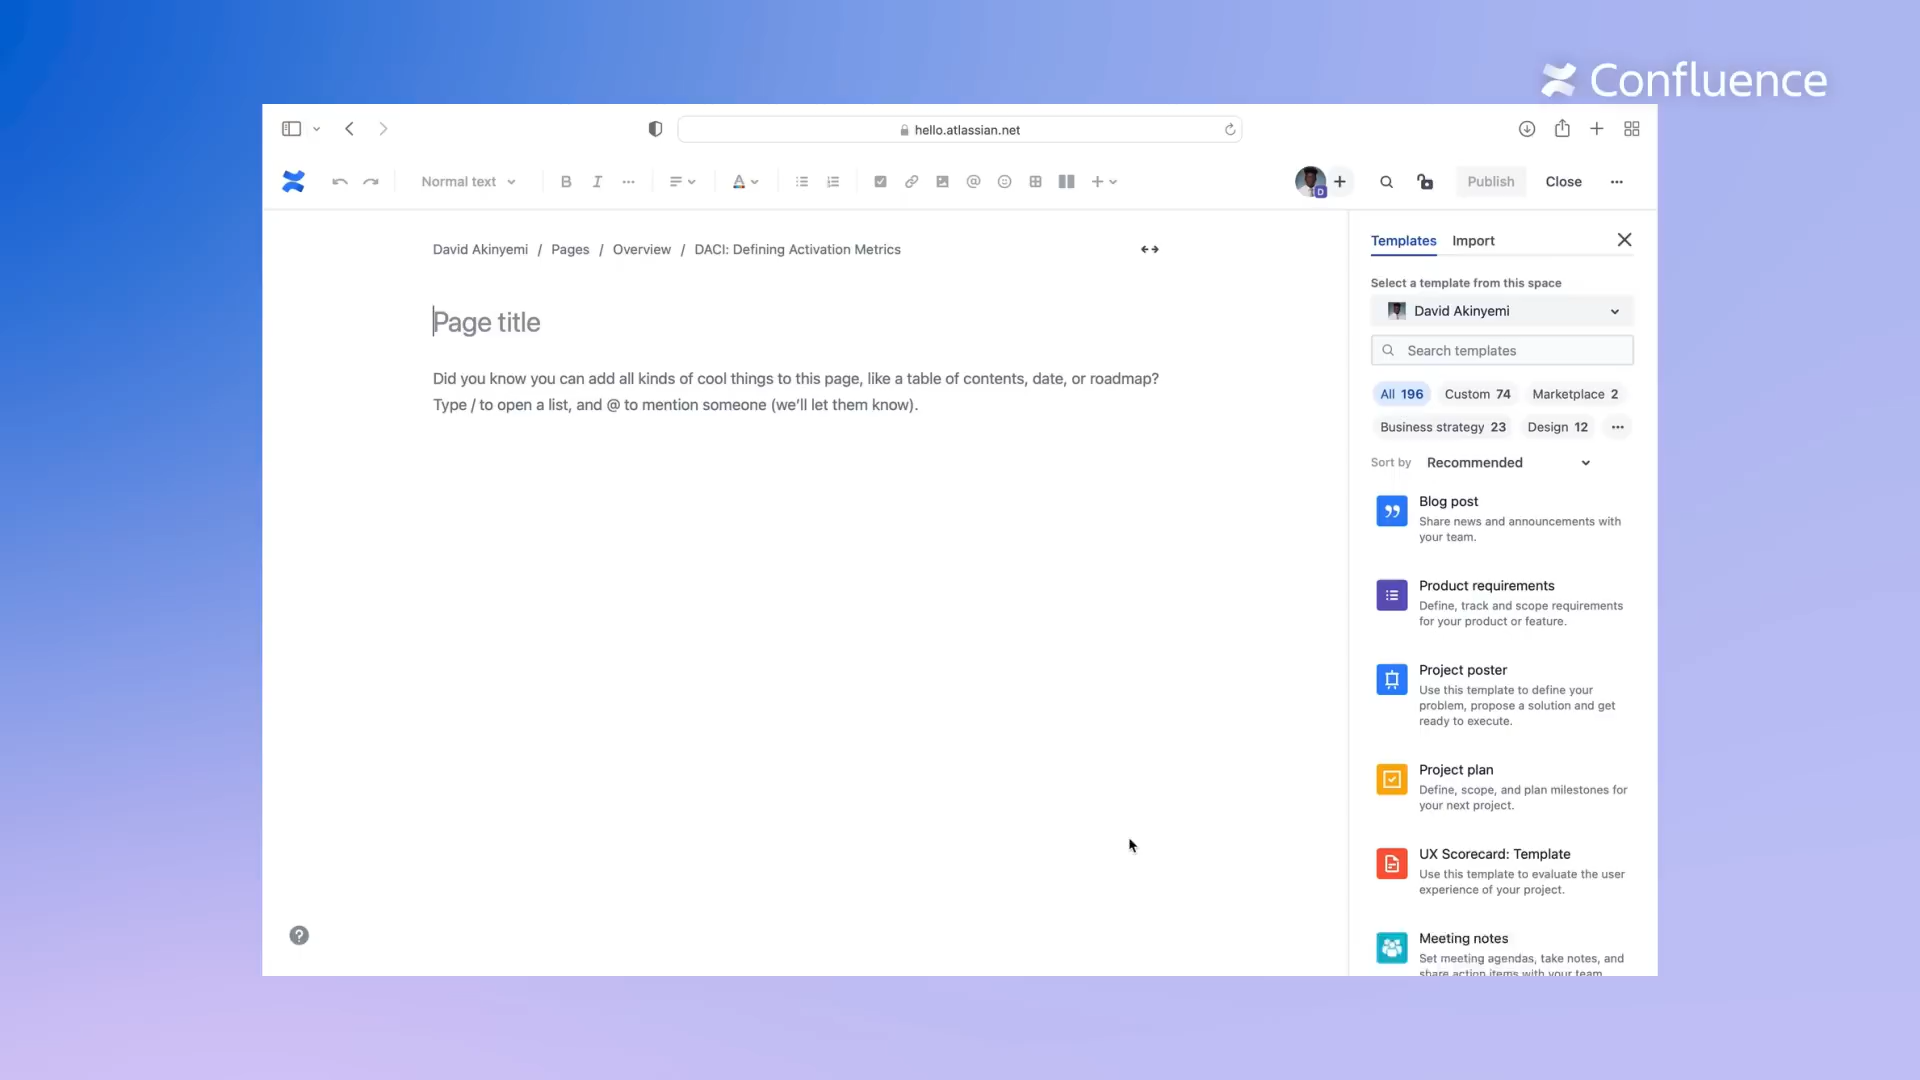 Confluence
hello.atlassian.net
Normal text
B
I
A
D
Publish
Close
David Akinyemi / Pages / Overview / DACI: Defining Activation Metrics
Page title
Did you know you can add all kinds of cool things to this page, like a table of contents, date, or roadmap?
Type / to open a list, and @ to mention someone (we’ll let them know).
?
Templates
Import
Select a template from this space
David Akinyemi
Search templates
All 196
Custom 74
Marketplace 2
Business strategy 23
Design 12
Sort by
Recommended
Blog post
Share news and announcements with
your team.
Product requirements
Define, track and scope requirements
for your product or feature.
Project poster
Use this template to define your
problem, propose a solution and get
ready to execute.
Project plan
Define, scope, and plan milestones for
your next project.
UX Scorecard: Template
Use this template to evaluate the user
experience of your project.
Meeting notes
Set meeting agendas, take notes, and
share action items with your team